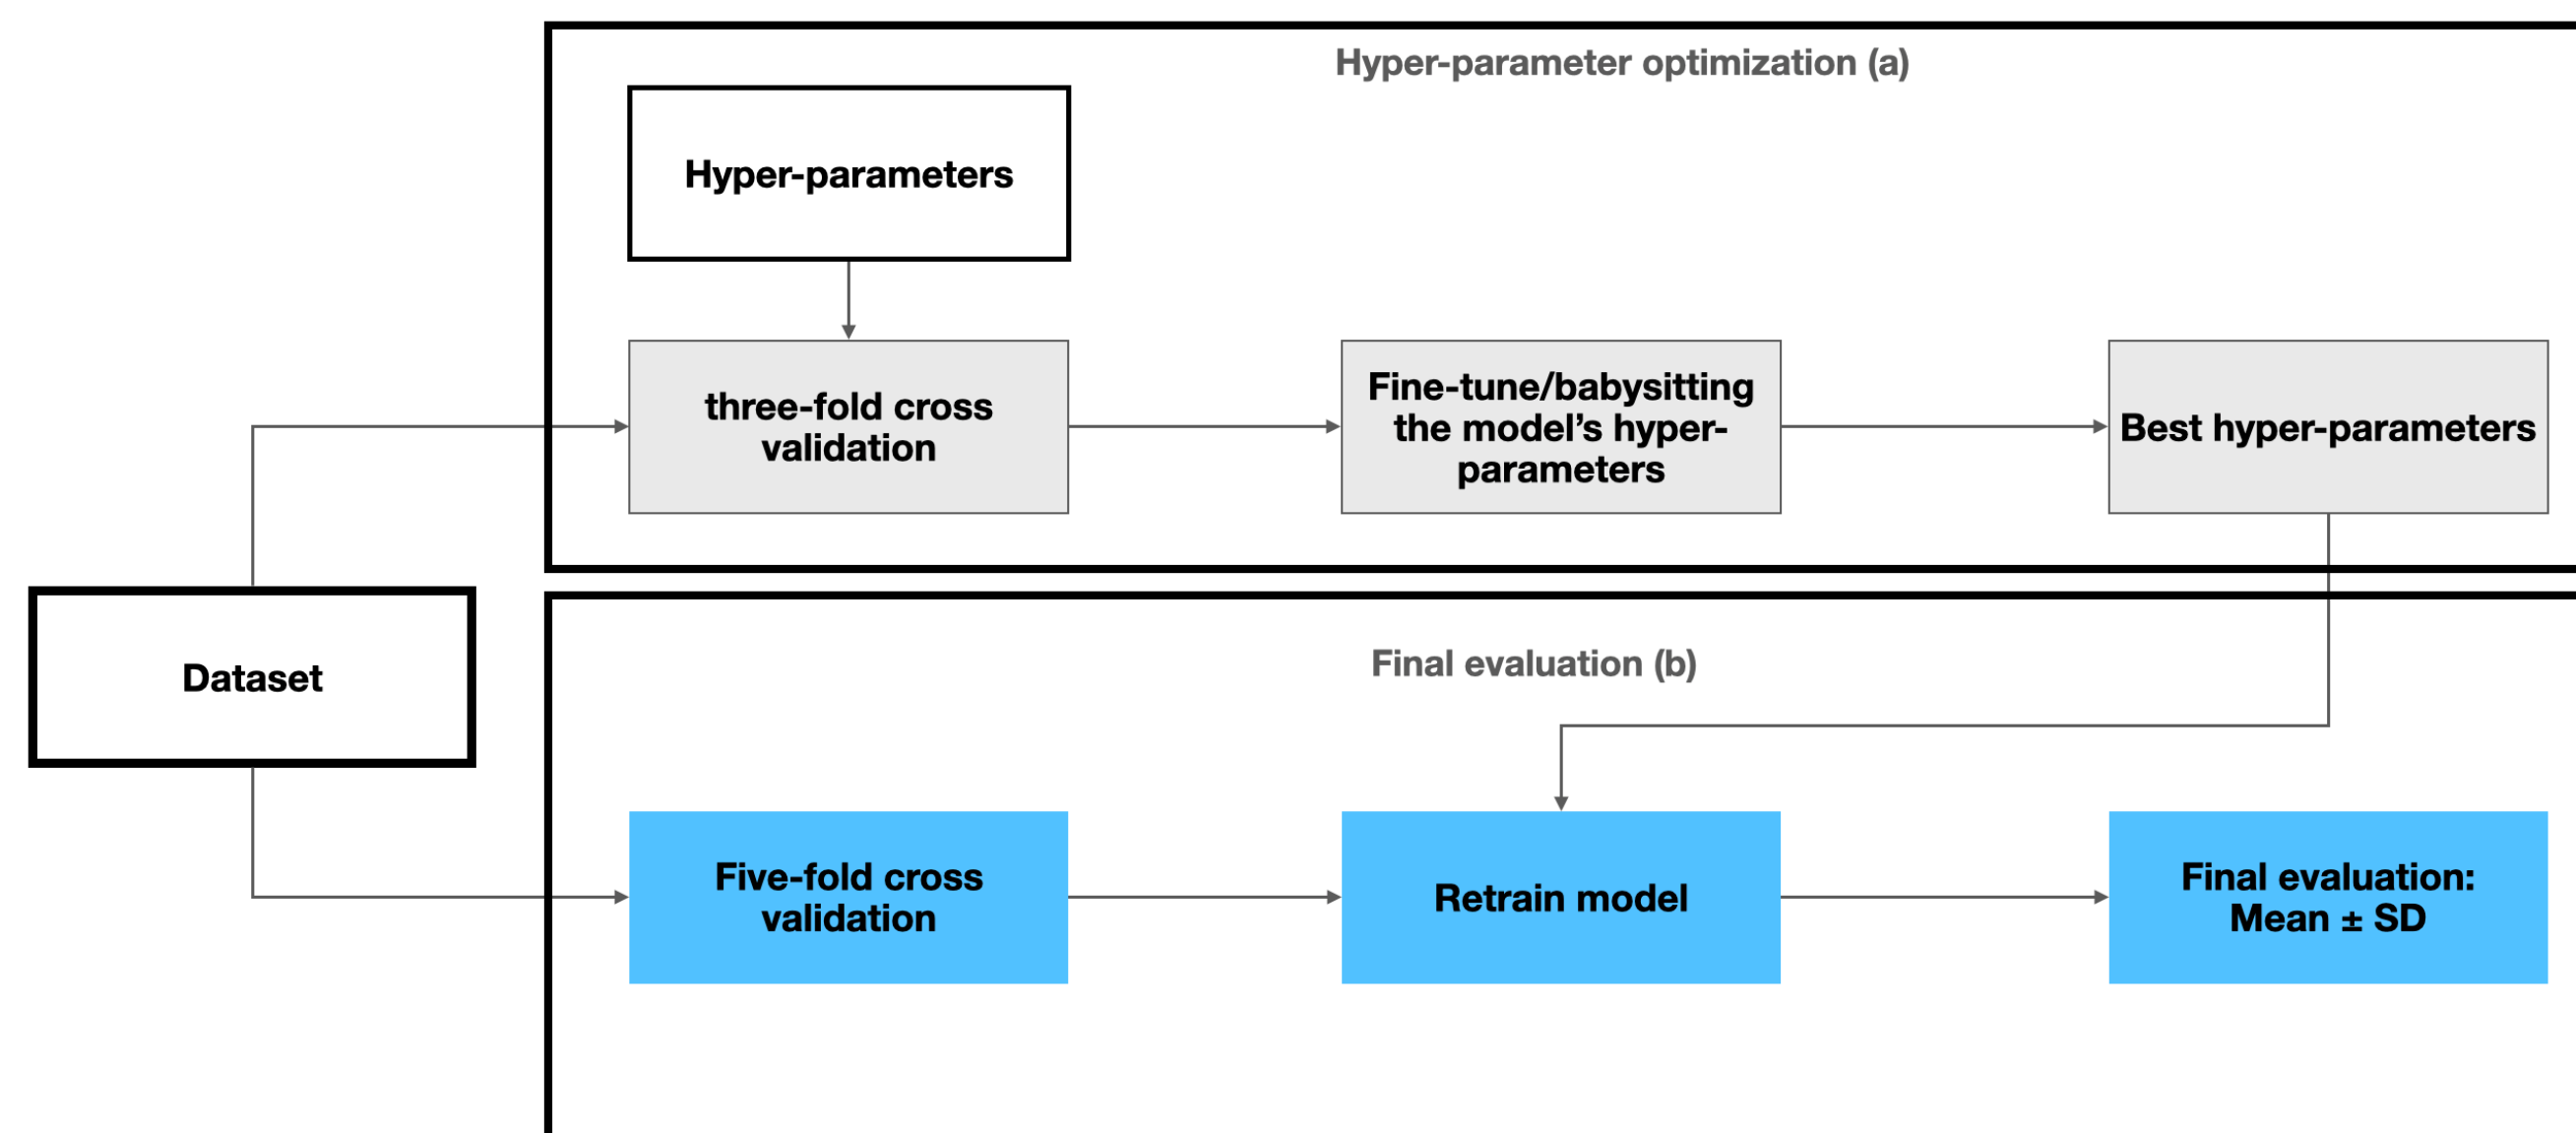 Hyper-parameter optimization (a)
Hyper-parameters
three-fold cross
validation
Fine-tune/babysitting
the model’s hyper-
parameters
Best hyper-parameters
Dataset
Final evaluation (b)
Five-fold cross
validation
Retrain model
Final evaluation:
Mean ± SD